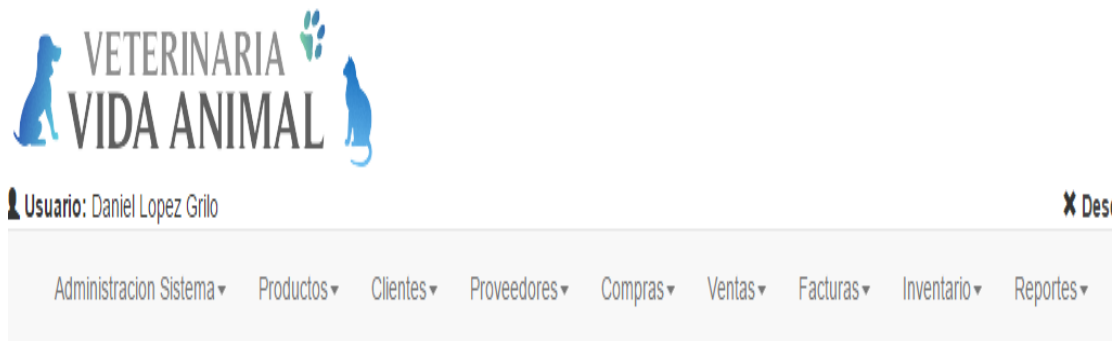 VETERINARIA
VIDA ANIMAL
Usuario: Daniel Lopez Grilo
Administracion Sistema Productos Clientes Proveedores Compras Ventas Facturas Inventario Reportes